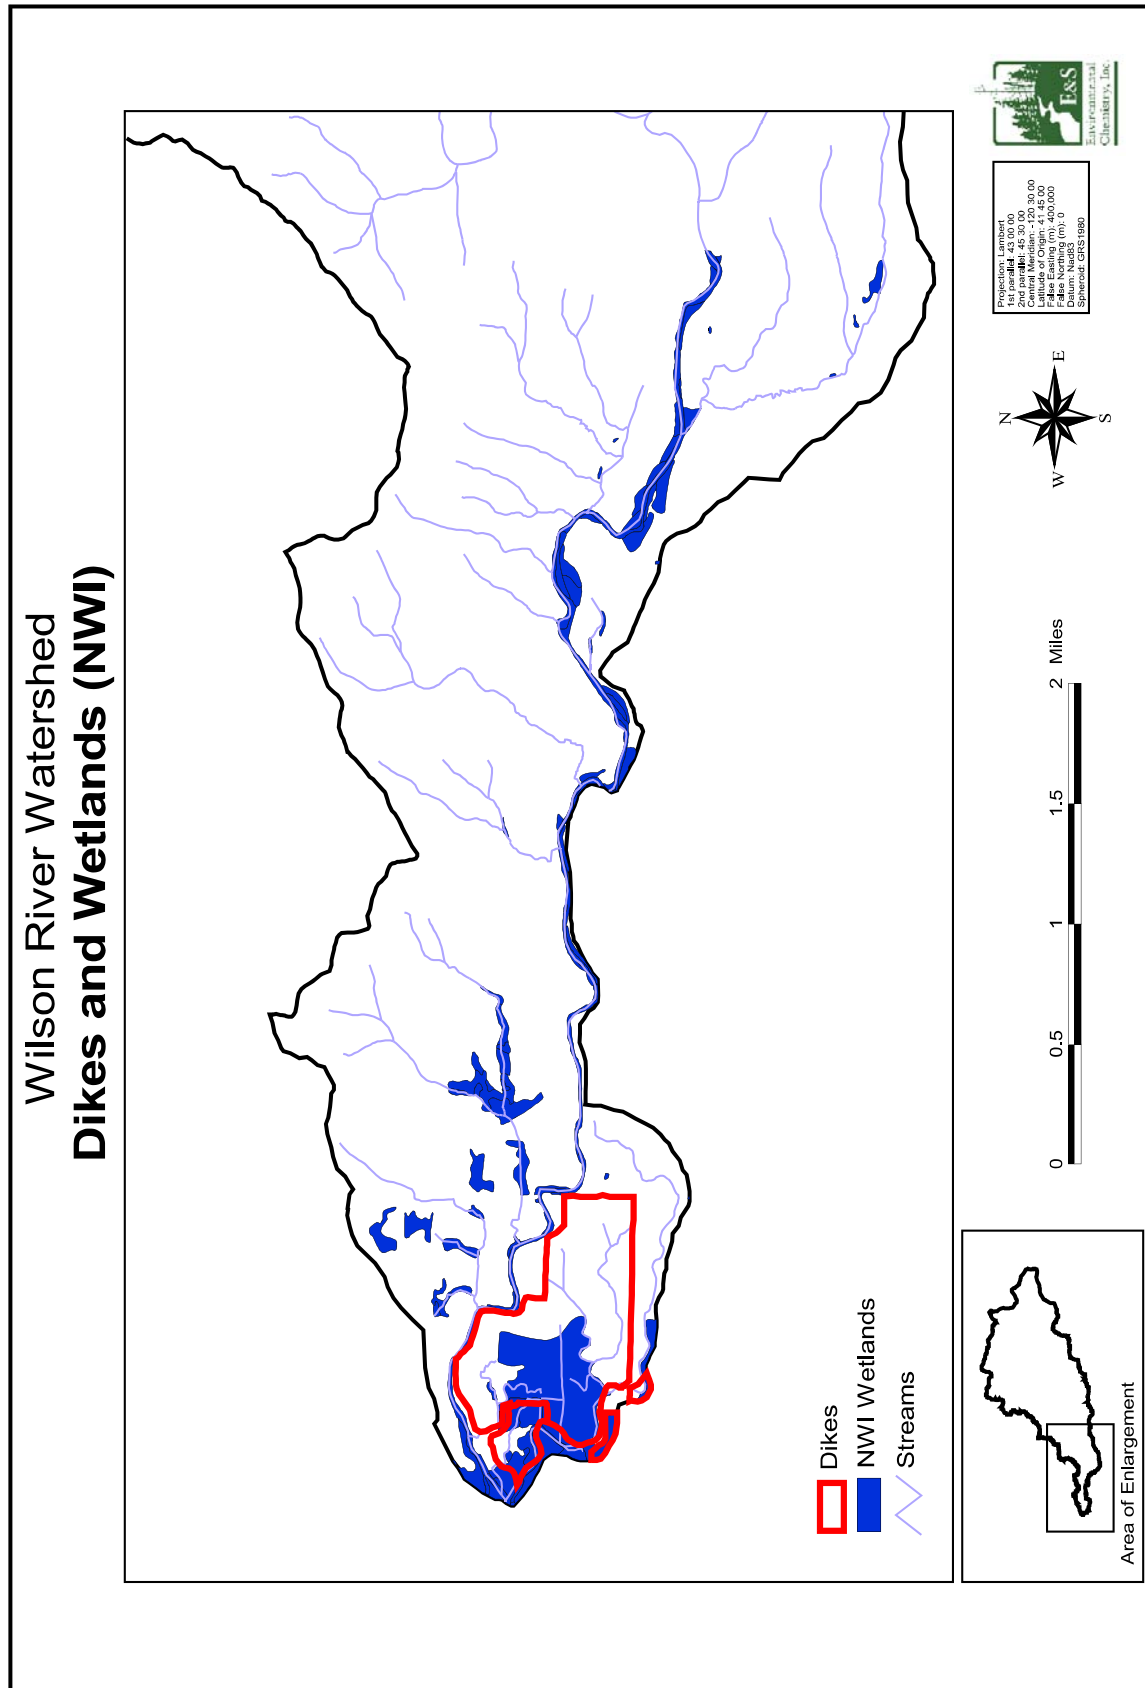 Wilson River Watershed
Dikes and Wetlands (NWI)
Dikes
NWI Wetlands
Streams
Area of Enlargement
0 0.5 1 1.5 2 Miles
N
W E
S
Projection: Lambert
1st parallel: 43 00 00
2nd parallel: 45 30 00
Central Meridian: -120 30 00
Latitude of Origin: 41 45 00
False Easting (m): 400,000
False Northing (m): 0
Datum: Nad83
Spheroid: GRS1980
E&S
Environmental
Chemistry, Inc.